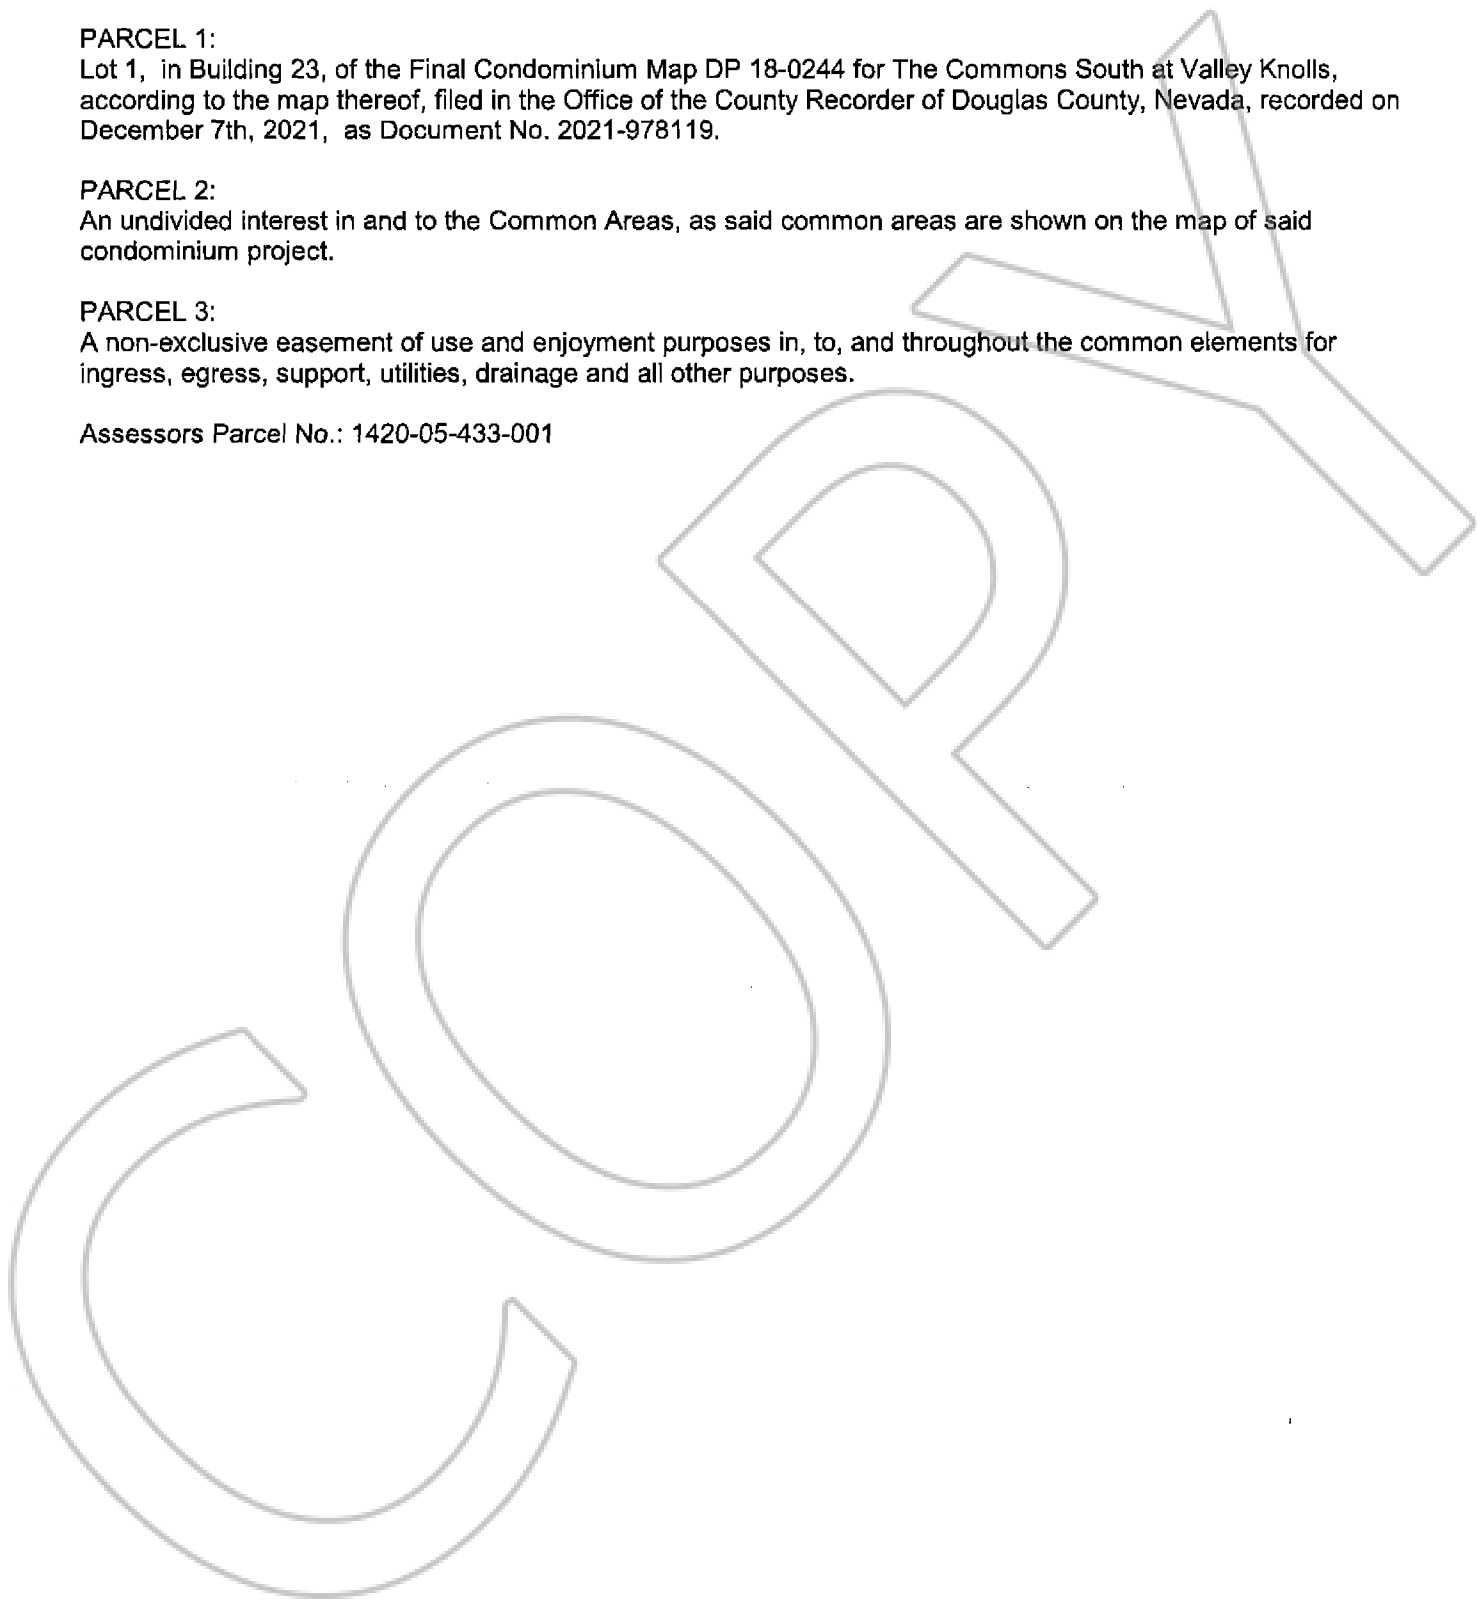 PARCEL 1:
Lot 1, in Building 23, of the Final Condominium Map DP 18-0244 for The Commons South at Valley Knolls,
according to the map thereof, filed in the Office of the County Recorder of Douglas County, Nevada, recorded on
December 7th, 2021, as Document No. 2021-978119.
PARCEL 2:
An undivided interest in and to the Common Areas, as said common areas are shown on the map of said
condominium project.
PARCEL 3:
A non-exclusive easement of use and enjoyment purposes in, to, and throughout the common elements for
ingress, egress, support, utilities, drainage and all other purposes.
Assessors Parcel No.: 1420-05-433-001
COPY